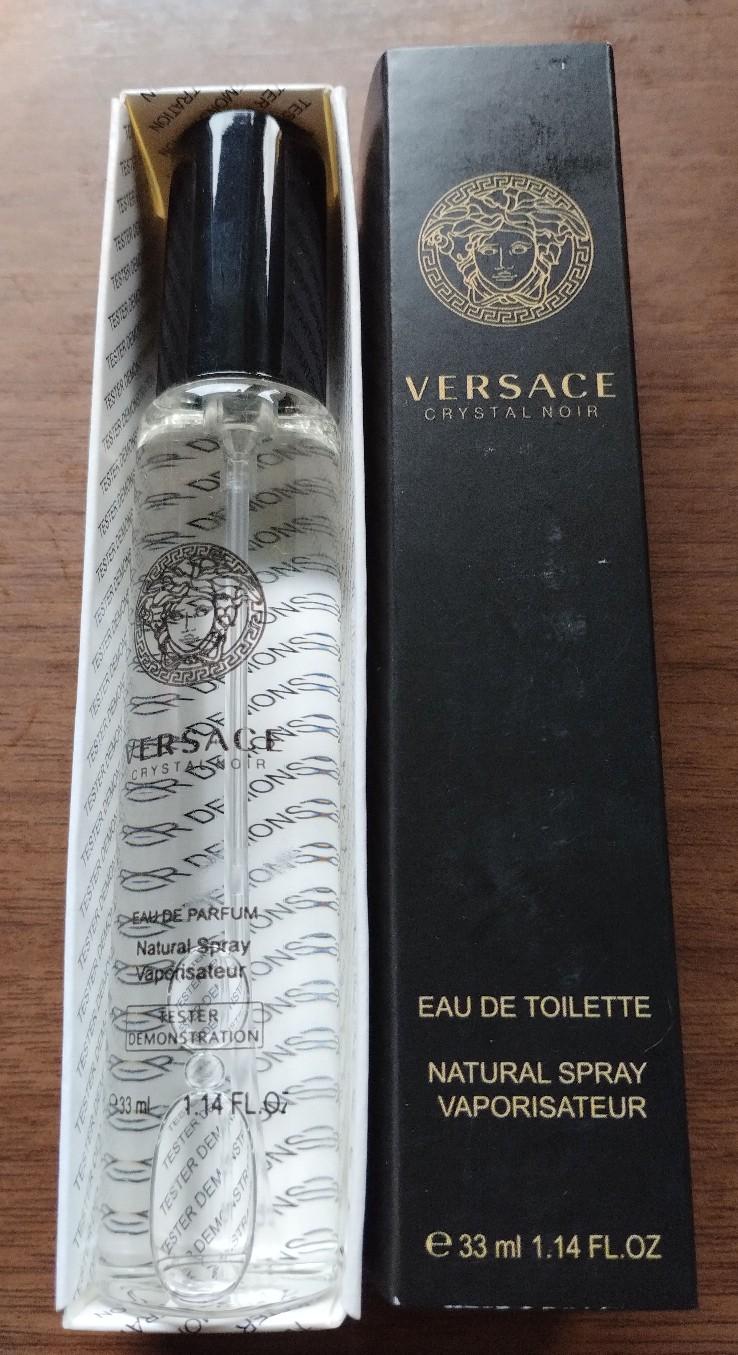 VERSACE
CRYSTAL NOIR
EAU DE PARFUM
Natural Spray
Vaporisateur
TESTER
DEMONSTRATION
℮33 ml 1.14 FL.OZ
VERSACE
CRYSTAL NOIR
EAU DE TOILETTE
NATURAL SPRAY
VAPORISATEUR
℮ 33 ml 1.14 FL.OZ